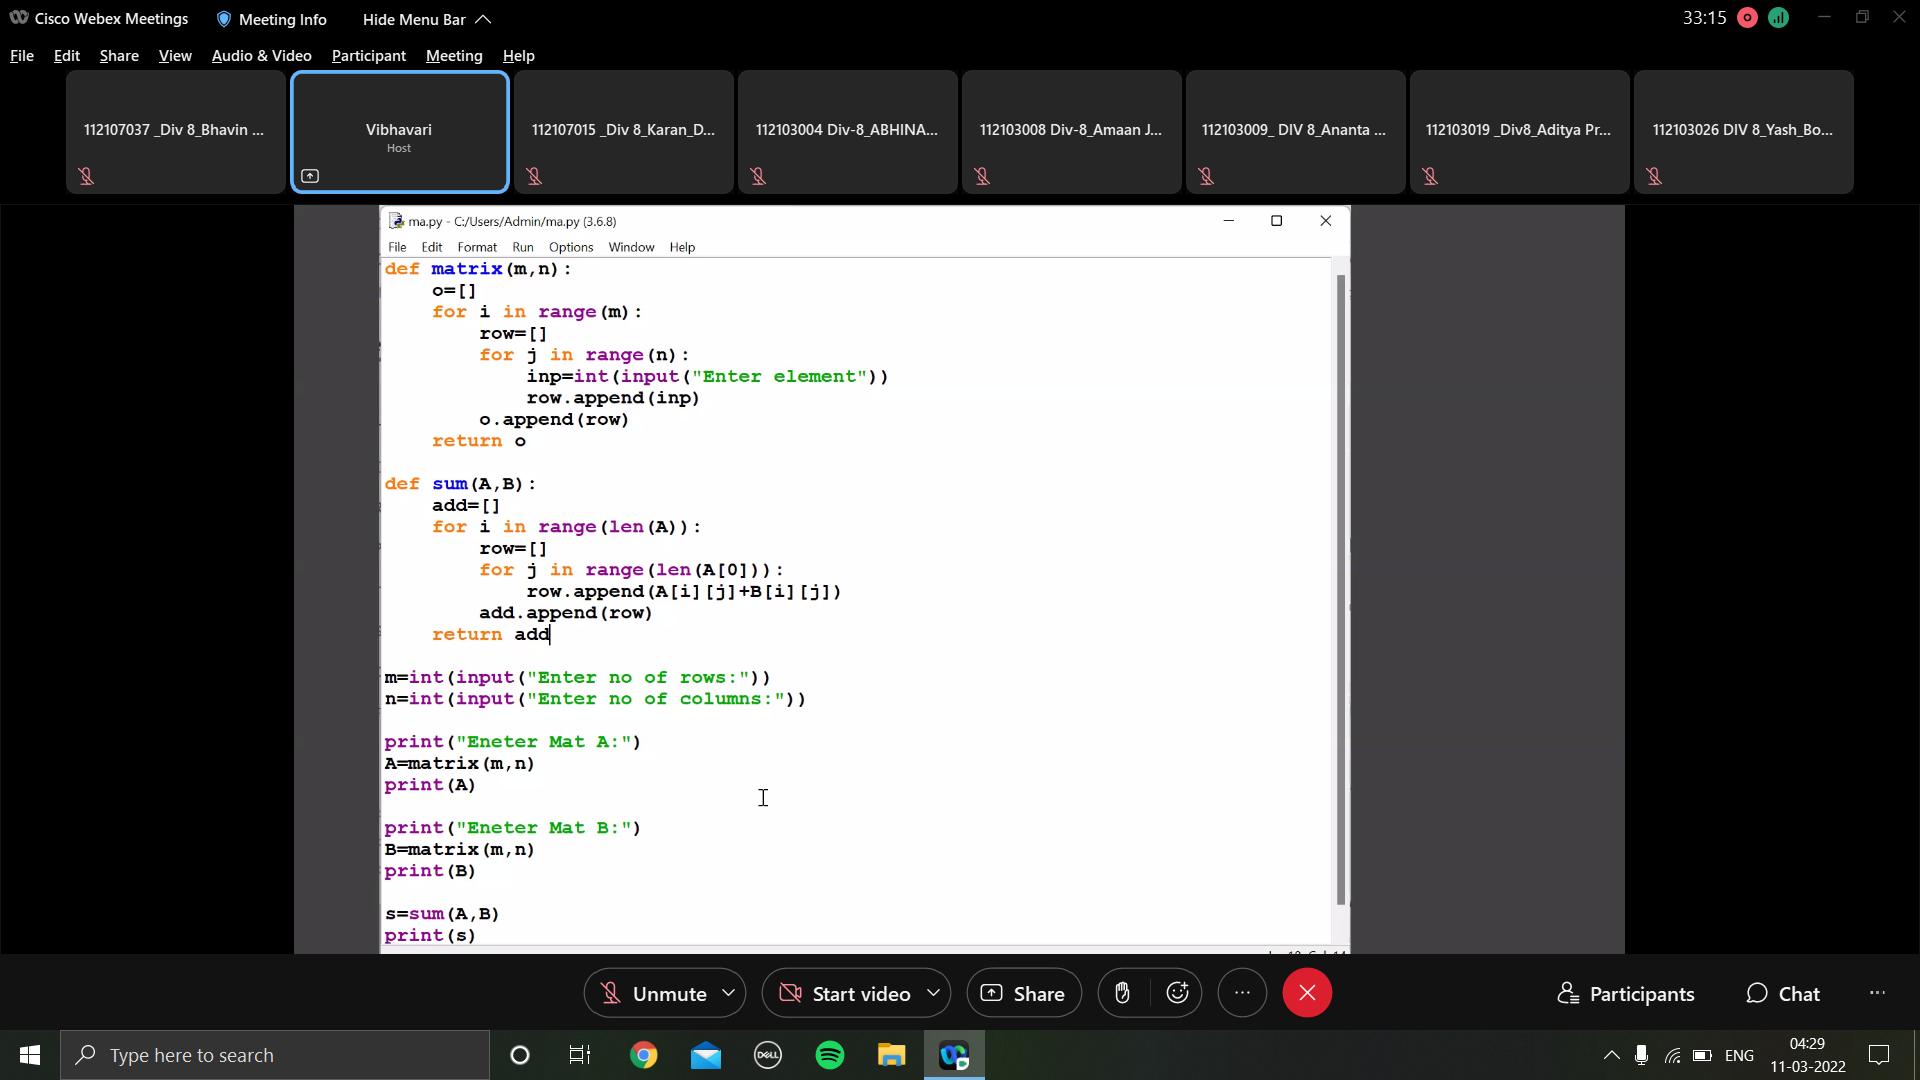 Cisco Webex Meetings
Meeting Info
Hide Menu Bar
33:15
File Edit Share View Audio & Video Participant Meeting Help
112107037 _Div 8_Bhavin ...
Vibhavari
Host
112107015 _Div 8_Karan_D...
112103004 Div-8_ABHINA...
112103008 Div-8_Amaan J...
112103009_ DIV 8_Ananta ...
112103019 _Div8_Aditya Pr...
112103026 DIV 8_Yash_Bo...
ma.py - C:/Users/Admin/ma.py (3.6.8)
File Edit Format Run Options Window Help
def matrix(m,n):
    o=[]
    for i in range(m):
        row=[]
        for j in range(n):
            inp=int(input("Enter element"))
            row.append(inp)
        o.append(row)
    return o
def sum(A,B):
    add=[]
    for i in range(len(A)):
        row=[]
        for j in range(len(A[0])):
            row.append(A[i][j]+B[i][j])
        add.append(row)
    return add
m=int(input("Enter no of rows:"))
n=int(input("Enter no of columns:"))
print("Eneter Mat A:")
A=matrix(m,n)
print(A)
print("Eneter Mat B:")
B=matrix(m,n)
print(B)
s=sum(A,B)
print(s)
Unmute
Start video
Share
Participants
Chat
Type here to search
DELL
ENG
04:29
11-03-2022